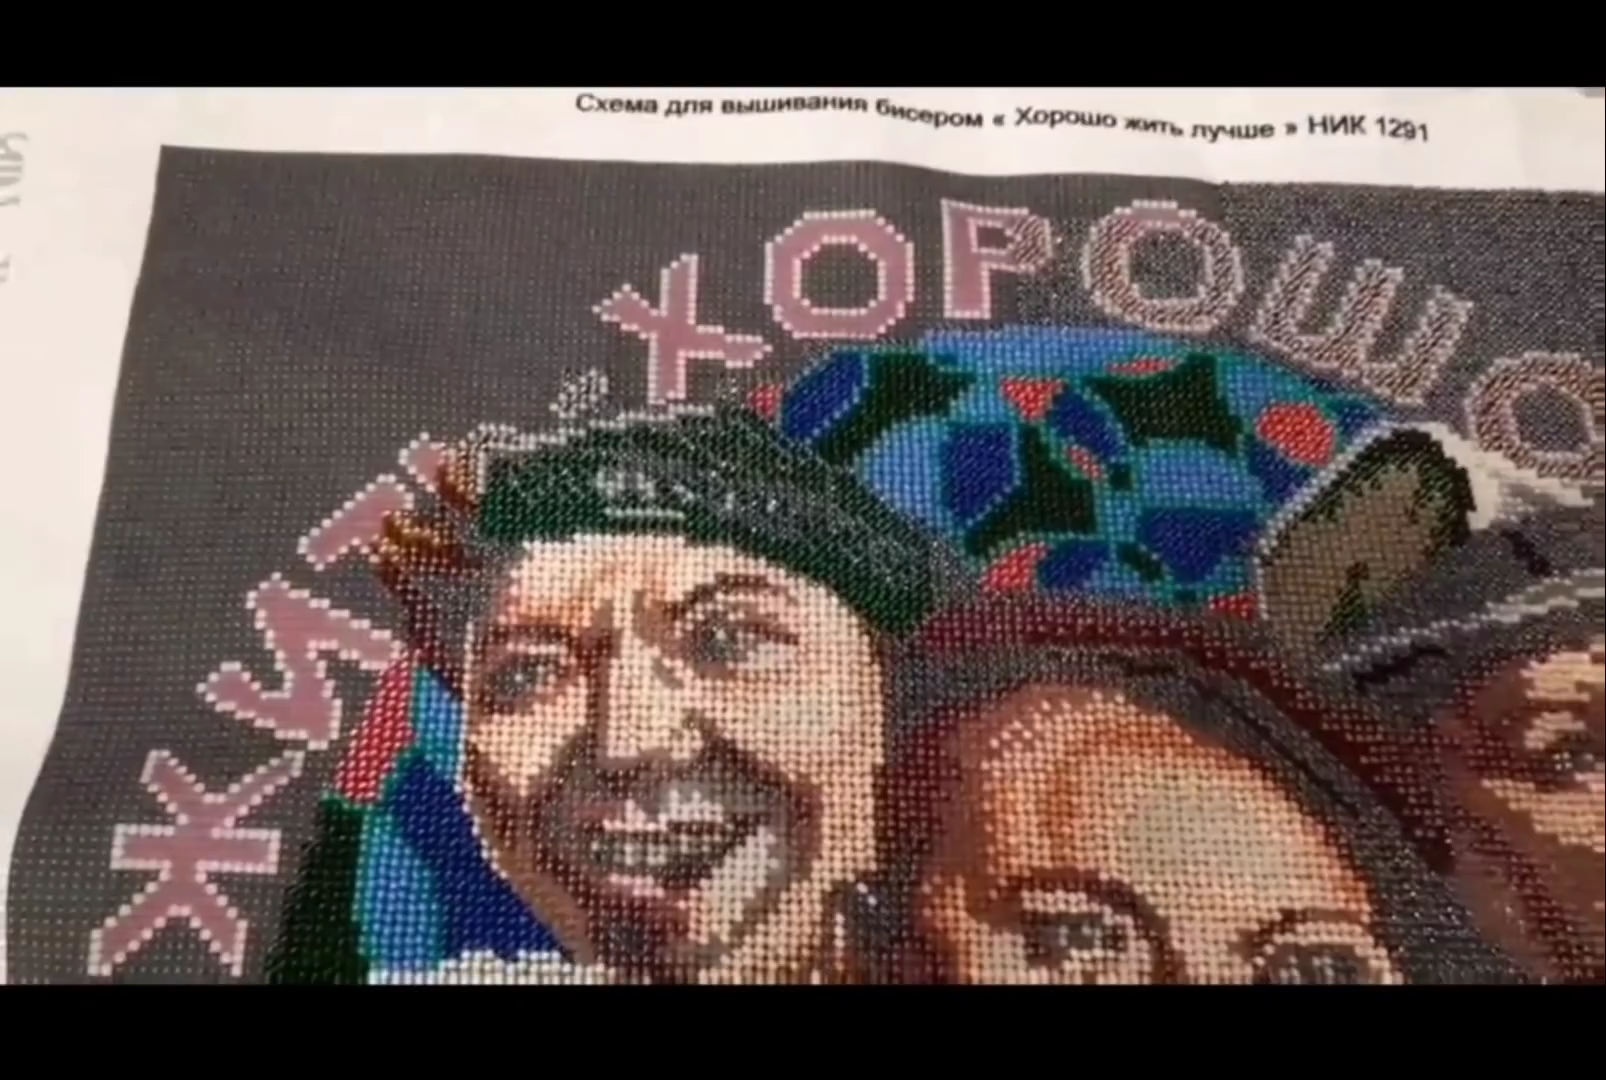 Схема для вышивания бисером « Хорошо жить лучше » НИК 1291
ХОРОШО
ЖИТЬ